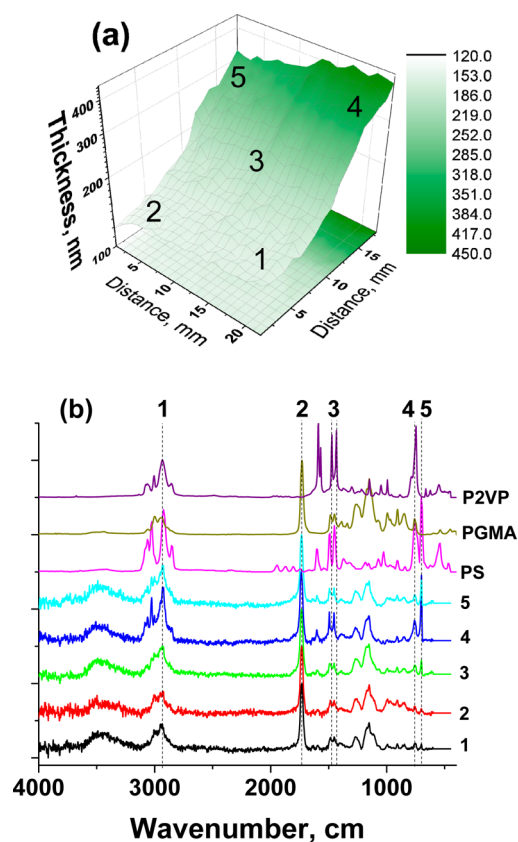 (a)
5
4
3
2
1
Thickness, nm
400
300
200
100
5
10
15
20
Distance, mm
5
10
15
Distance, mm
120.0
153.0
186.0
219.0
252.0
285.0
318.0
351.0
384.0
417.0
450.0
(b)
1 2 3 4 5
P2VP
PGMA
PS
5
4
3
2
1
4000 3000 2000 1000
Wavenumber, cm